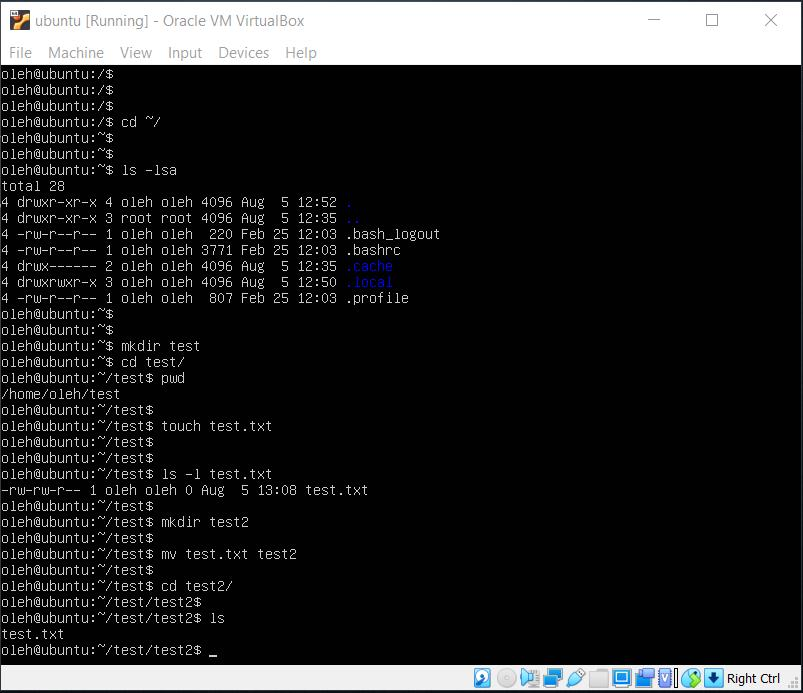 ubuntu [Running] - Oracle VM VirtualBox
File Machine View Input Devices Help
oleh@ubuntu:/$
oleh@ubuntu:/$
oleh@ubuntu:/$
oleh@ubuntu:/$ cd ~/
oleh@ubuntu:~$
oleh@ubuntu:~$
oleh@ubuntu:~$ ls -lsa
total 28
4 drwxr-xr-x 4 oleh oleh 4096 Aug  5 12:52 .
4 drwxr-xr-x 3 root root 4096 Aug  5 12:35 ..
4 -rw-r--r-- 1 oleh oleh  220 Feb 25 12:03 .bash_logout
4 -rw-r--r-- 1 oleh oleh 3771 Feb 25 12:03 .bashrc
4 drwx------ 2 oleh oleh 4096 Aug  5 12:35 .cache
4 drwxrwxr-x 3 oleh oleh 4096 Aug  5 12:50 .local
4 -rw-r--r-- 1 oleh oleh  807 Feb 25 12:03 .profile
oleh@ubuntu:~$
oleh@ubuntu:~$
oleh@ubuntu:~$ mkdir test
oleh@ubuntu:~$ cd test/
oleh@ubuntu:~/test$ pwd
/home/oleh/test
oleh@ubuntu:~/test$
oleh@ubuntu:~/test$ touch test.txt
oleh@ubuntu:~/test$
oleh@ubuntu:~/test$
oleh@ubuntu:~/test$ ls -l test.txt
-rw-rw-r-- 1 oleh oleh 0 Aug  5 13:08 test.txt
oleh@ubuntu:~/test$
oleh@ubuntu:~/test$ mkdir test2
oleh@ubuntu:~/test$
oleh@ubuntu:~/test$ mv test.txt test2
oleh@ubuntu:~/test$
oleh@ubuntu:~/test$ cd test2/
oleh@ubuntu:~/test/test2$
oleh@ubuntu:~/test/test2$ ls
test.txt
oleh@ubuntu:~/test/test2$ _
Right Ctrl